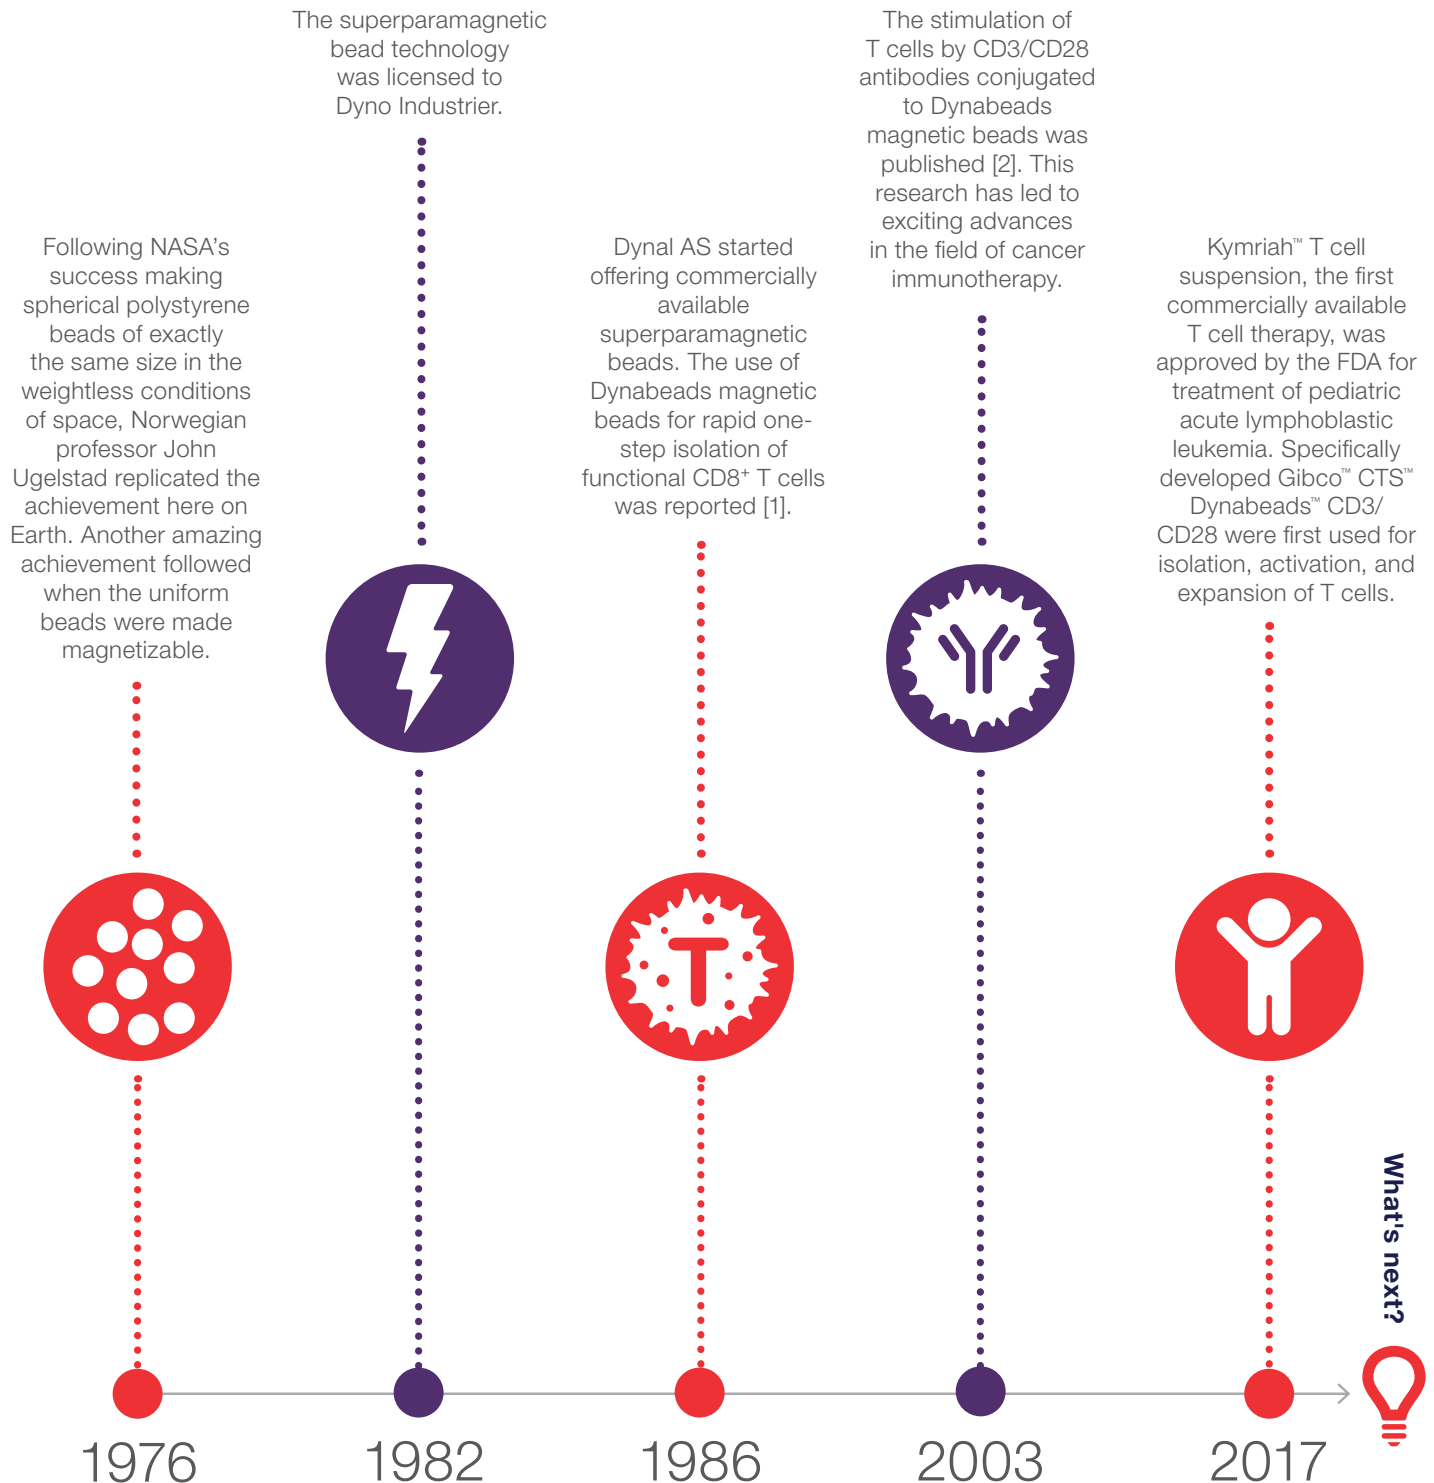 Following NASA’s
success making
spherical polystyrene
beads of exactly
the same size in the
weightless conditions
of space, Norwegian
professor John
Ugelstad replicated the
achievement here on
Earth. Another amazing
achievement followed
when the uniform
beads were made
magnetizable.
1976
The superparamagnetic
bead technology
was licensed to
Dyno Industrier.
1982
Dynal AS started
offering commercially
available
superparamagnetic
beads. The use of
Dynabeads magnetic
beads for rapid one-
step isolation of
functional CD8⁺ T cells
was reported [1].
T
1986
The stimulation of
T cells by CD3/CD28
antibodies conjugated
to Dynabeads
magnetic beads was
published [2]. This
research has led to
exciting advances
in the field of cancer
immunotherapy.
2003
Kymriah™ T cell
suspension, the first
commercially available
T cell therapy, was
approved by the FDA for
treatment of pediatric
acute lymphoblastic
leukemia. Specifically
developed Gibco™ CTS™
Dynabeads™ CD3/
CD28 were first used for
isolation, activation, and
expansion of T cells.
2017
What's next?